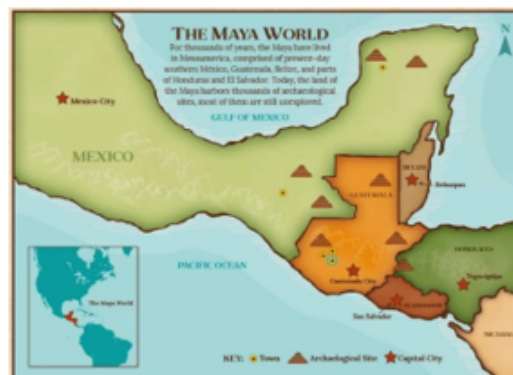 THE MAYA WORLD
For thousands of years, the Maya have lived
in Mesoamerica, comprised of present-day
southern México, Guatemala, Belize, and parts
of Honduras and El Salvador. Today, the land of
the Maya harbors thousands of archaeological
sites, most of them are still unexplored.
N
Mexico City
GULF OF MEXICO
MEXICO
BELIZE
Belmopan
GUATEMALA
HONDURAS
PACIFIC OCEAN
Tegucigalpa
Guatemala City
The Maya World
San Salvador
KEY: Town Archaeological Site Capital City